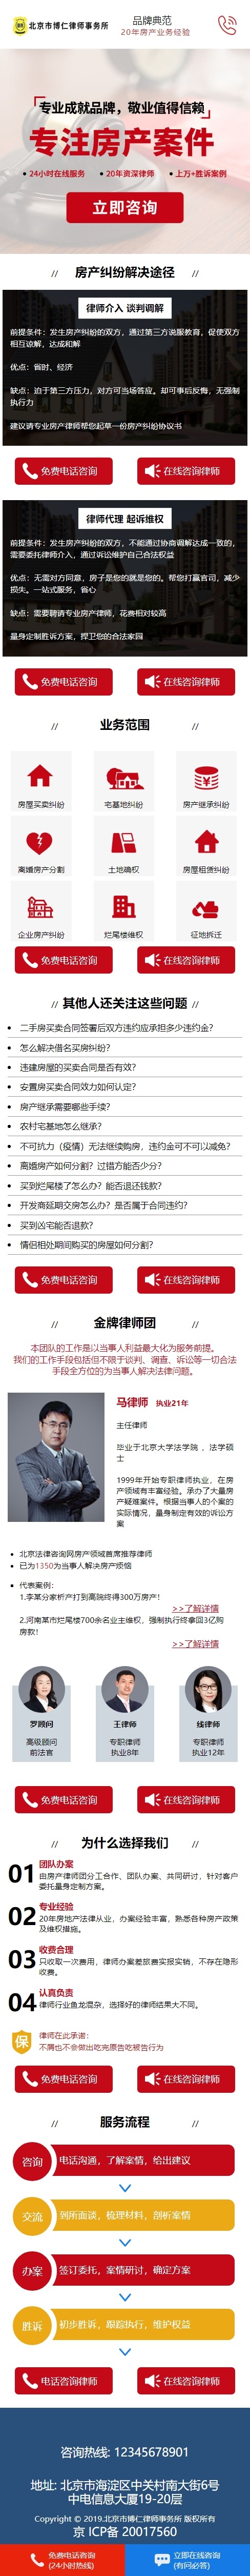 北京市博仁律师事务所
品牌典范
20年房产业务经验
专业成就品牌，敬业值得信赖
专注房产案件
• 24小时在线服务 • 20年资深律师 • 上万+胜诉案例
立即咨询
// 房产纠纷解决途径 //
律师介入 谈判调解
前提条件：发生房产纠纷的双方，通过第三方说服教育，促使双方
相互谅解，达成和解
优点：省时、经济
缺点：迫于第三方压力，对方可当场答应。却可事后反悔，无强制
执行力
建议请专业房产律师帮您起草一份房产纠纷协议书
免费电话咨询 在线咨询律师
律师代理 起诉维权
前提条件：发生房产纠纷的双方，不能通过协商调解达成一致的，
需要委托律师介入，通过诉讼维护自己合法权益
优点：无需对方同意，房子是您的就是您的。帮您打赢官司，减少
损失。一站式服务，省心
缺点：需要聘请专业房产律师，花费相对较高
量身定制胜诉方案，捍卫您的合法家园
免费电话咨询 在线咨询律师
// 业务范围 //
房屋买卖纠纷 宅基地纠纷 房产继承纠纷
离婚房产分割 土地确权 房屋租赁纠纷
企业房产纠纷 烂尾楼维权 征地拆迁
免费电话咨询 在线咨询律师
// 其他人还关注这些问题 //
• 二手房买卖合同签署后双方违约应承担多少违约金？
• 怎么解决借名买房纠纷？
• 违建房屋的买卖合同是否有效？
• 安置房买卖合同效力如何认定？
• 房产继承需要哪些手续？
• 农村宅基地怎么继承？
• 不可抗力（疫情）无法继续购房，违约金可不可以减免？
• 离婚房产如何分割？过错方能否少分？
• 买到烂尾楼了怎么办？能否退还钱款？
• 开发商延期交房怎么办？是否属于合同违约？
• 买到凶宅能否退款？
• 情侣相处期间购买的房屋如何分割？
免费电话咨询 在线咨询律师
// 金牌律师团 //
本团队的工作是以当事人利益最大化为服务前提。
我们的工作手段包括但不限于谈判、调查、诉讼等一切合法
手段全方位的为当事人解决法律问题。
马律师 执业21年
主任律师
毕业于北京大学法学院，法学硕
士
1999年开始专职律师执业，在房
产领域有丰富经验。承办了大量房
产疑难案件。根据当事人的个案的
实际情况，量身制定有效的诉讼方
案
• 北京法律咨询网房产领域首席推荐律师
• 已为1350为当事人解决房产烦恼
▪ 代表案例：
1.李某分家析产打到高院终得300万房产！
>>了解详情
2.河南某市烂尾楼700余名业主维权，强制执行终拿回3亿购
房款！
>>了解详情
罗顾问 王律师 线律师
高级顾问 专职律师 专职律师
前法官 执业8年 执业12年
免费电话咨询 在线咨询律师
// 为什么选择我们 //
01 团队办案
由房产律师团分工合作、团队办案、共同研讨，针对客户
委托量身定制方案。
02 专业经验
20年房地产法律从业，办案经验丰富，熟悉各种房产政策
及维权措施。
03 收费合理
只收取一次费用，律师办案差旅费实报实销，不存在隐形
收费。
04 认真负责
律师行业鱼龙混杂，选择好的律师结果大不同。
保
律师在此承诺：
不屑也不会做出吃完原告吃被告行为
免费电话咨询 在线咨询律师
// 服务流程 //
咨询 电话沟通，了解案情，给出建议
交流 到所面谈，梳理材料，剖析案情
办案 签订委托，案情研讨，确定方案
胜诉 初步胜诉，跟踪执行，维护权益
电话咨询律师 在线咨询律师
咨询热线: 12345678901
地址: 北京市海淀区中关村南大街6号
中电信息大厦19-20层
Copyright © 2019.北京市博仁律师事务所 版权所有
京 ICP备 20017560
免费电话咨询
(24小时热线)
立即在线咨询
(有问必答)